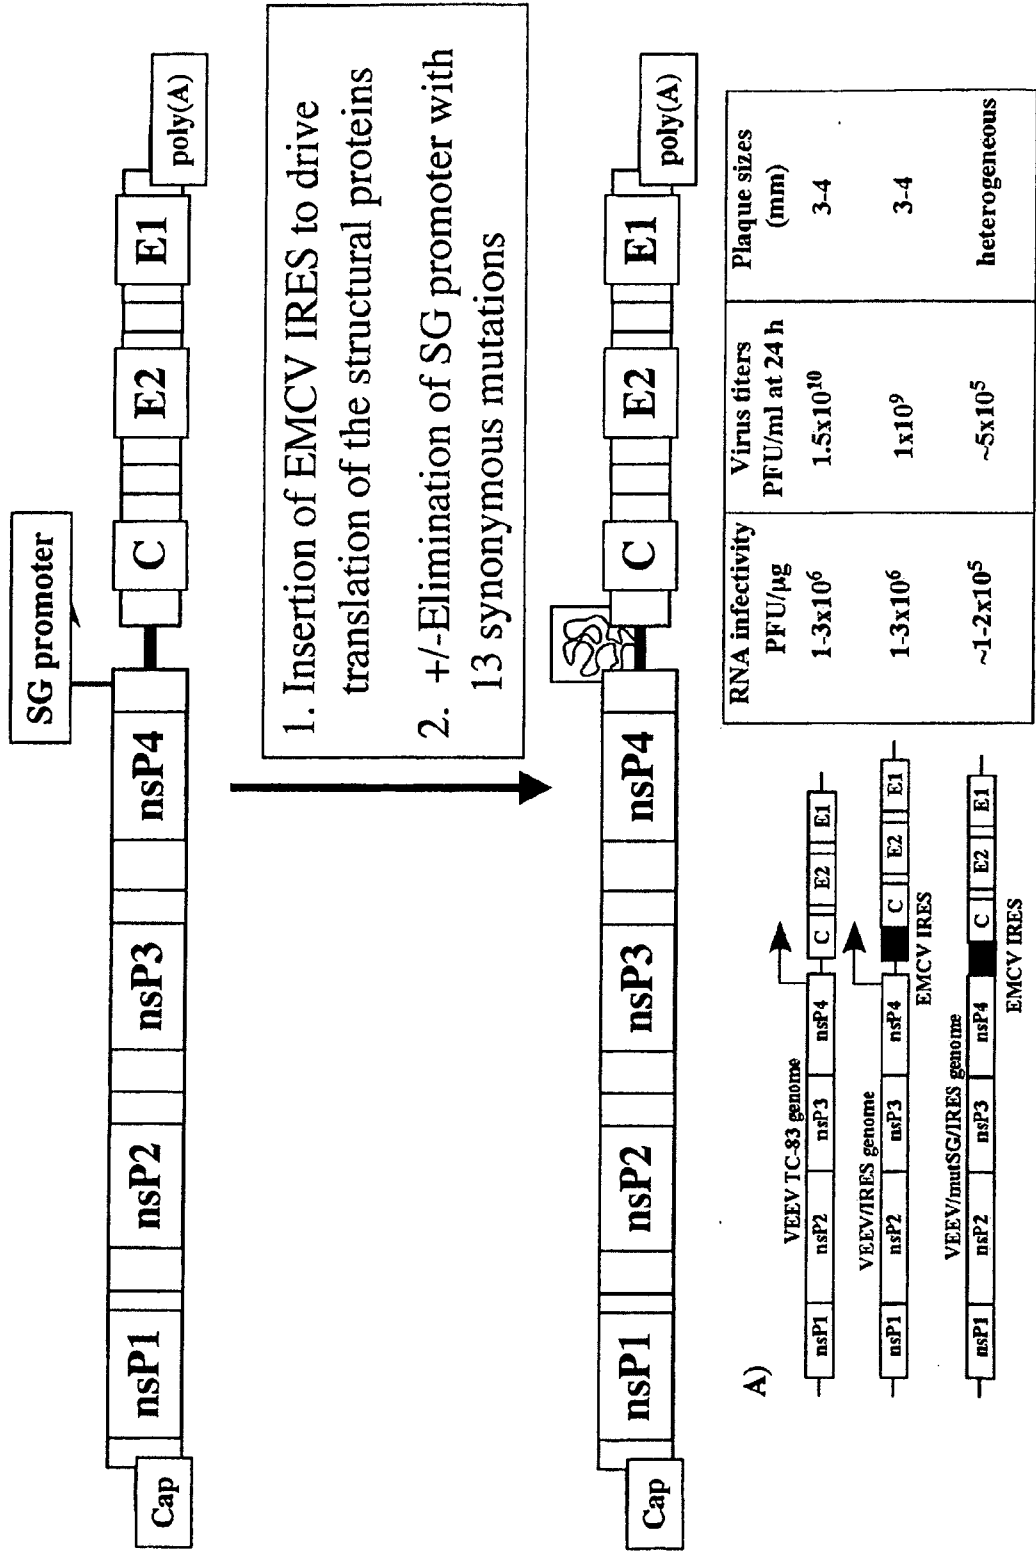 SG promoter
Cap
nsP1
nsP2
nsP3
nsP4
C
E2
E1
poly(A)
1. Insertion of EMCV IRES to drive
translation of the structural proteins
2. +/-Elimination of SG promoter with
13 synonymous mutations
Cap
nsP1
nsP2
nsP3
nsP4
C
E2
E1
poly(A)
A)
VEEV TC-83 genome
nsP1 nsP2 nsP3 nsP4 C E2 E1
VEEV/IRES genome
nsP1 nsP2 nsP3 nsP4 C E2 E1
EMCV IRES
VEEV/mutSG/IRES genome
nsP1 nsP2 nsP3 nsP4 C E2 E1
EMCV IRES
RNA infectivity Virus titers Plaque sizes
PFU/µg PFU/ml at 24 h (mm)
1-3x10⁶ 1.5x10¹⁰ 3-4
1-3x10⁶ 1x10⁹ 3-4
~1-2x10⁵ ~5x10⁵ heterogeneous